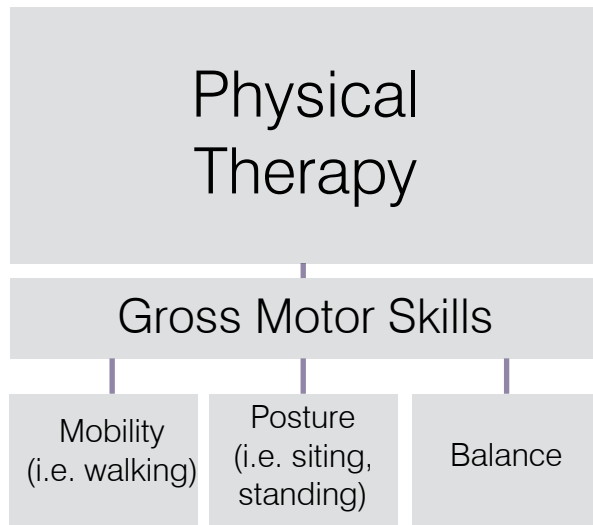 Physical
Therapy
Gross Motor Skills
Mobility
(i.e. walking)
Posture
(i.e. siting,
standing)
Balance